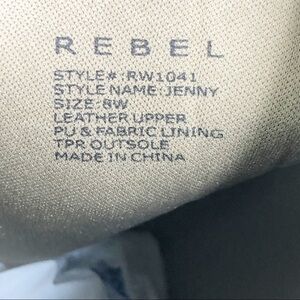 REBEL
STYLE#:RW1041
STYLE NAME:JENNY
SIZE:8W
LEATHER UPPER
PU & FABRIC LINING
TPR OUTSOLE
MADE IN CHINA